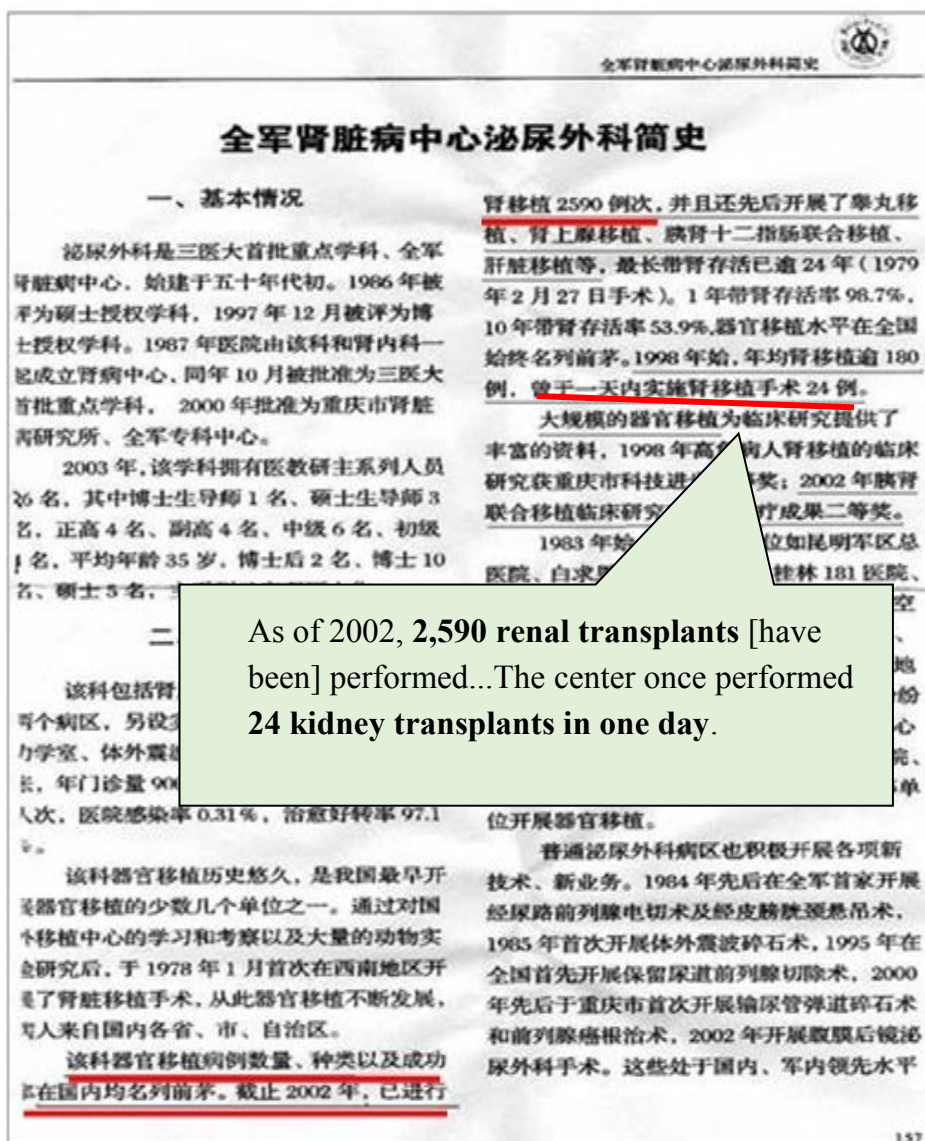 全军肾脏病中心泌尿外科简史
全军肾脏病中心泌尿外科简史
一、基本情况
泌尿外科是三医大首批重点学科、全军
肾脏病中心，始建于五十年代初。1986 年被
评为硕士授权学科，1997 年 12 月被评为博
士授权学科。1987 年医院由该科和肾内科一
起成立肾病中心，同年 10 月被批准为三医大
首批重点学科， 2000 年批准为重庆市肾脏
病研究所、全军专科中心。
2003 年，该学科拥有医教研主系列人员
26 名，其中博士生导师 1 名、硕士生导师 3
名，正高 4 名、副高 4 名、中级 6 名、初级
名，平均年龄 35 岁，博士后 2 名、博士 10
名、硕士 5 名，
二
该科包括肾
两个病区，另设
力学室、体外震
年门诊量 900
人次，医院感染率 0.31%，治愈好转率 97.1
该科器官移植历史悠久，是我国最早开
展器官移植的少数几个单位之一。通过对国
外移植中心的学习和考察以及大量的动物实
验研究后，于 1978 年 1 月首次在西南地区开
展了肾脏移植手术，从此器官移植不断发展，
病人来自国内各省、市、自治区。
该科器官移植病例数量、种类以及成功
率在国内均名列前茅。截止 2002 年，已进行
肾移植 2590 例次，并且还先后开展了睾丸移
植、肾上腺移植、胰肾十二指肠联合移植、
肝脏移植等，最长带肾存活已逾 24 年（1979
年 2 月 27 日手术）。1 年带肾存活率 98.7%，
10 年带肾存活率 53.9%,器官移植水平在全国
始终名列前茅。1998 年始，年均肾移植逾 180
例，曾于一天内实施肾移植手术 24 例。
大规模的器官移植为临床研究提供了
丰富的资料，1998 年高 病人肾移植的临床
研究获重庆市科技进 奖；2002 年胰肾
联合移植临床研究 疗成果二等奖。
1983 年始 位如昆明军区总
医院、白求 桂林 181 医院、
空
、
地
纷
心
院、
单
位开展器官移植。
普通泌尿外科病区也积极开展各项新
技术、新业务。1984 年先后在全军首家开展
经尿路前列腺电切术及经皮膀胱颈悬吊术，
1985 年首次开展体外震波碎石术，1995 年在
全国首先开展保留尿道前列腺切除术，2000
年先后于重庆市首次开展输尿管弹道碎石术
和前列腺癌根治术，2002 年开展腹膜后镜泌
尿外科手术。这些处于国内、军内领先水平
As of 2002, 2,590 renal transplants [have
been] performed...The center once performed
24 kidney transplants in one day.
157